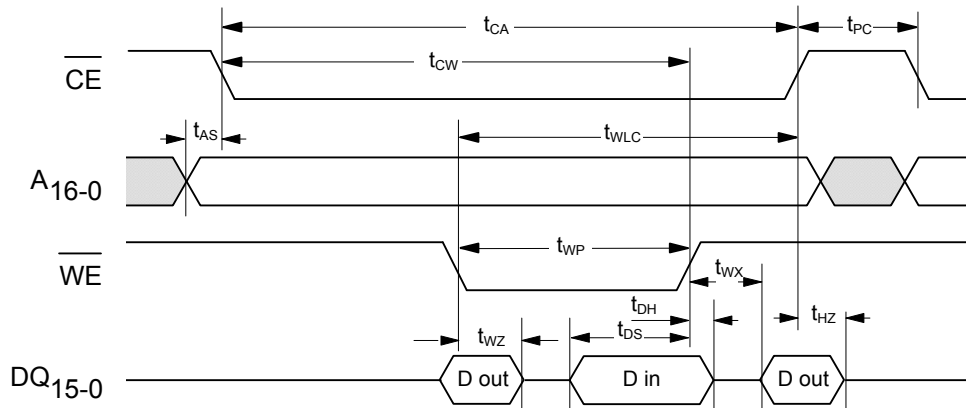 tCA
tPC
CE
tCW
tAS
tWLC
A16-0
WE
tWP
tWX
tDH
tHZ
tWZ
tDS
DQ15-0
D out
D in
D out